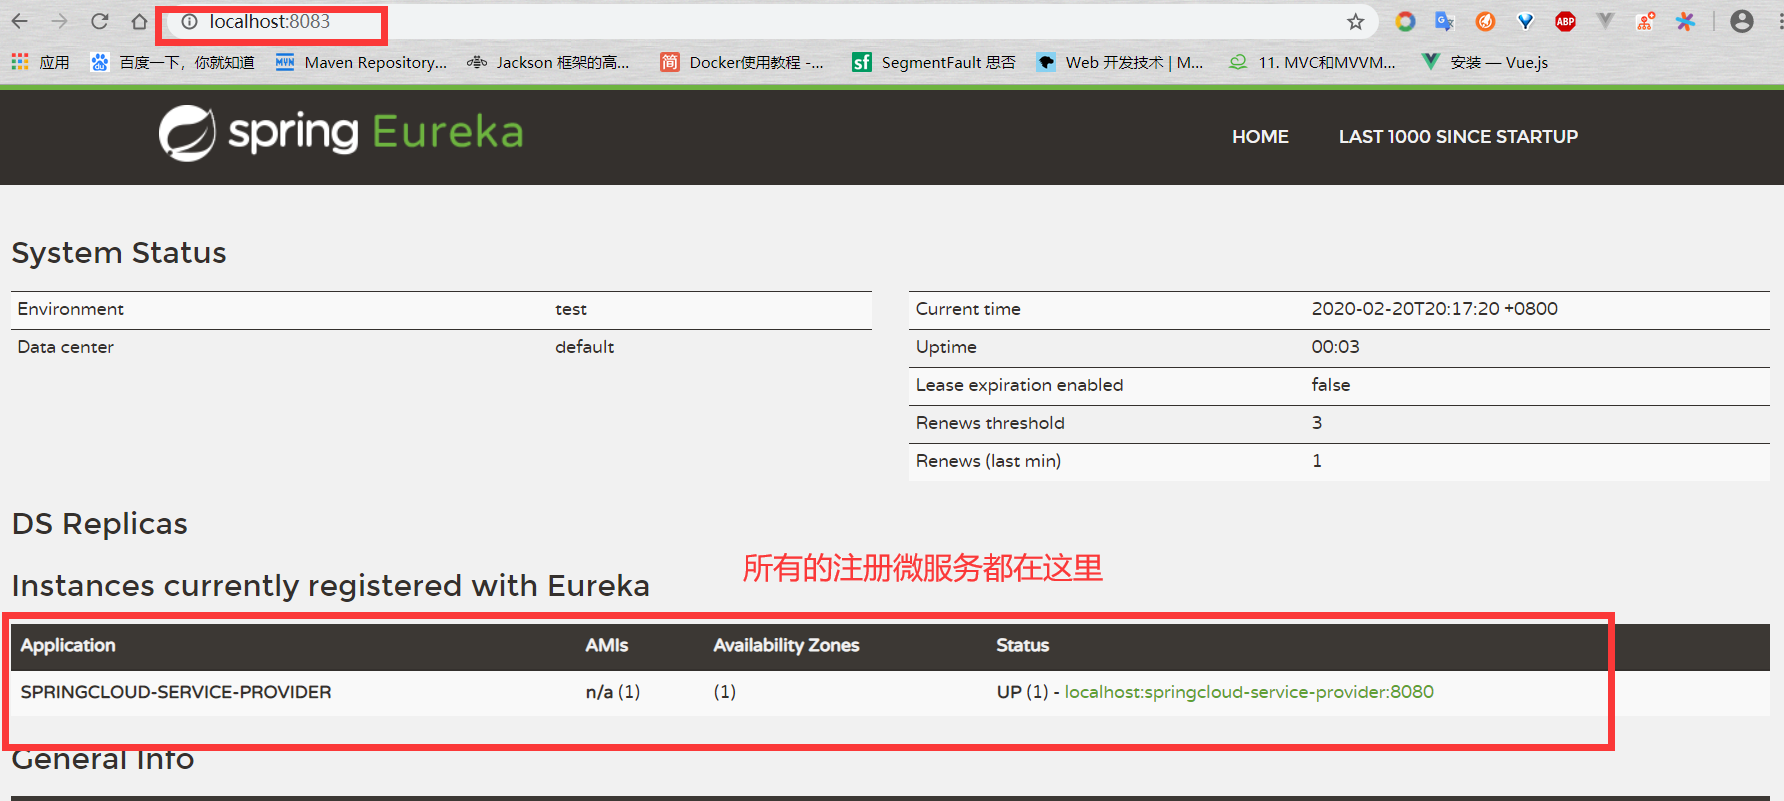 localhost:8083
应用 百度一下，你就知道 Maven Repository... Jackson 框架的高... Docker使用教程 -... SegmentFault 思否 Web 开发技术 | M... 11. MVC和MVVM... 安装 — Vue.js
spring Eureka HOME LAST 1000 SINCE STARTUP
System Status
Environment test
Data center default
Current time 2020-02-20T20:17:20 +0800
Uptime 00:03
Lease expiration enabled false
Renews threshold 3
Renews (last min) 1
DS Replicas
所有的注册微服务都在这里
Instances currently registered with Eureka
Application AMIs Availability Zones Status
SPRINGCLOUD-SERVICE-PROVIDER n/a (1) (1) UP (1) - localhost:springcloud-service-provider:8080
General Info